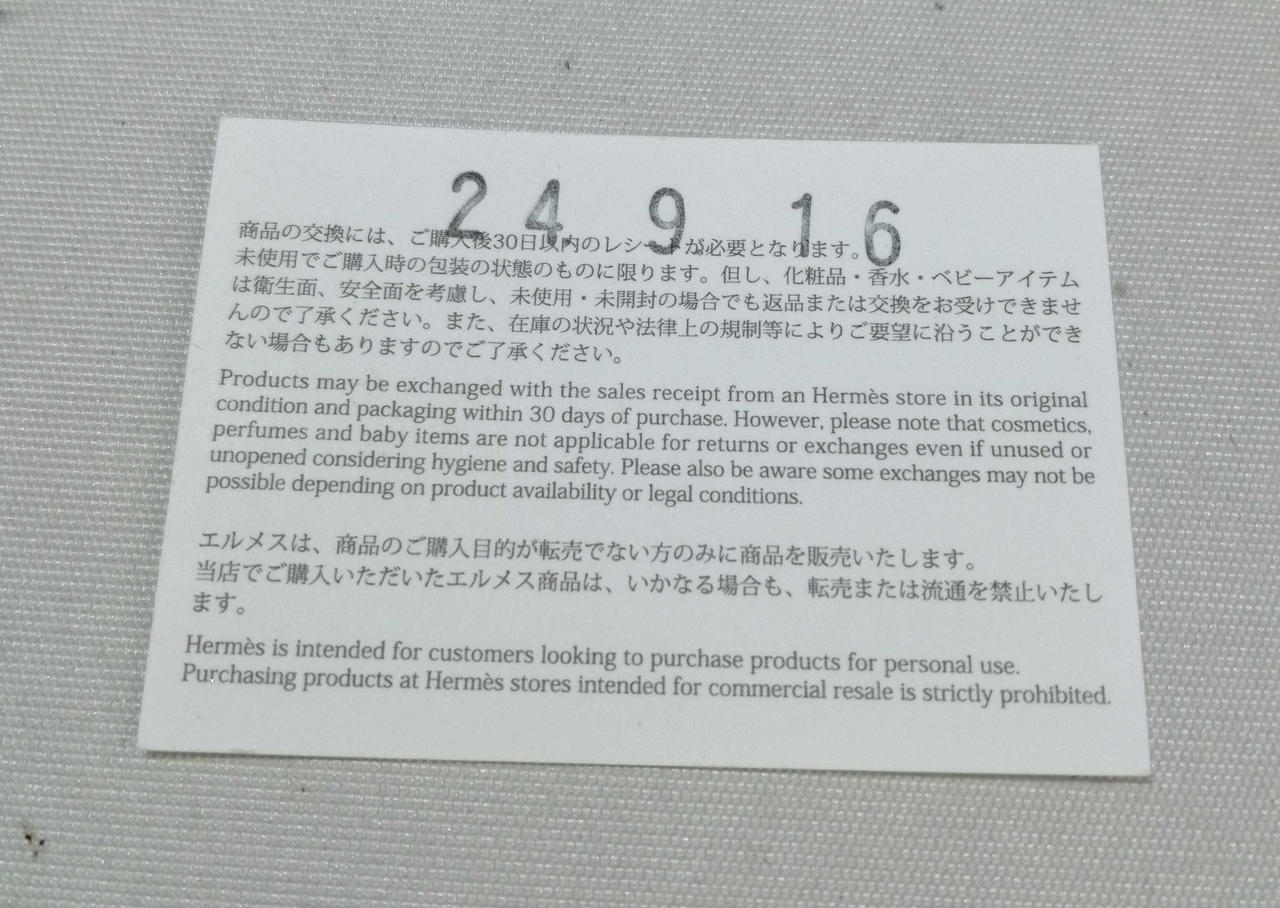 24 9 16
商品の交換には、ご購入後30日以内のレシートが必要となります。
未使用でご購入時の包装の状態のものに限ります。但し、化粧品・香水・ベビーアイテム
は衛生面、安全面を考慮し、未使用・未開封の場合でも返品または交換をお受けできませ
んので了承ください。また、在庫の状況や法律上の規制等によりご要望に沿うことができ
ない場合もありますのでご了承ください。
Products may be exchanged with the sales receipt from an Hermès store in its original
condition and packaging within 30 days of purchase. However, please note that cosmetics,
perfumes and baby items are not applicable for returns or exchanges even if unused or
unopened considering hygiene and safety. Please also be aware some exchanges may not be
possible depending on product availability or legal conditions.
エルメスは、商品のご購入目的が転売でない方のみに商品を販売いたします。
当店でご購入いただいたエルメス商品は、いかなる場合も、転売または流通を禁止いたし
ます。
Hermès is intended for customers looking to purchase products for personal use.
Purchasing products at Hermès stores intended for commercial resale is strictly prohibited.